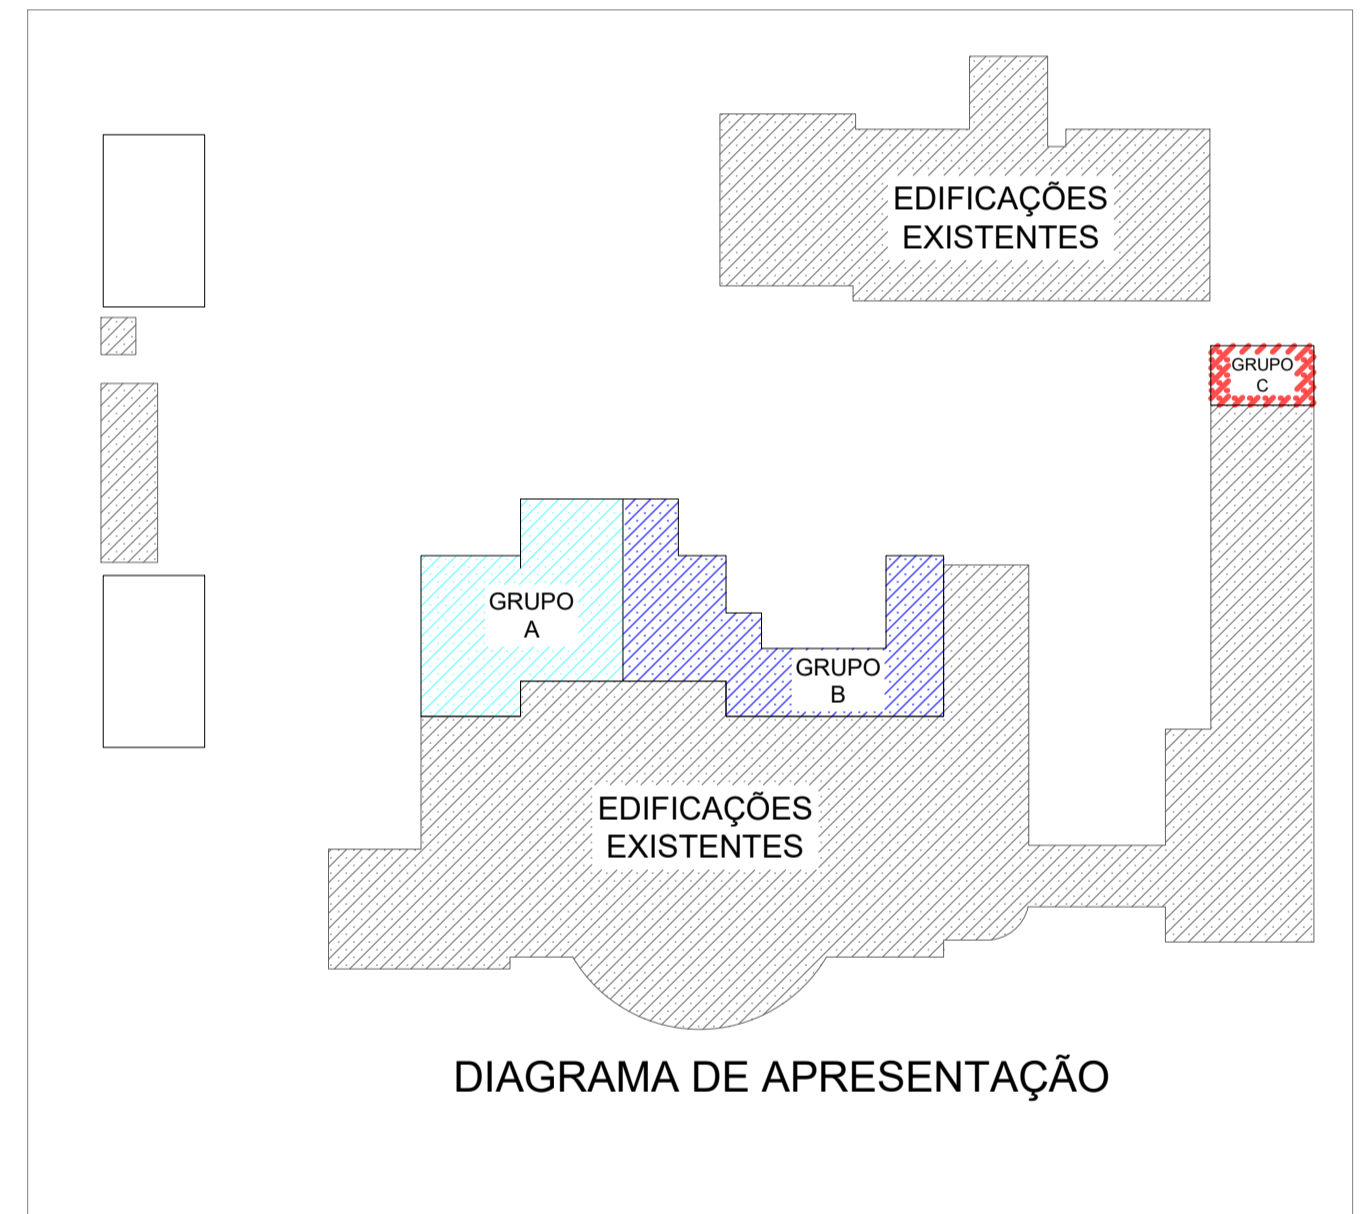 EDIFICAÇÕES
EXISTENTES
GRUPO
C
GRUPO
A
GRUPO
B
EDIFICAÇÕES
EXISTENTES
DIAGRAMA DE APRESENTAÇÃO